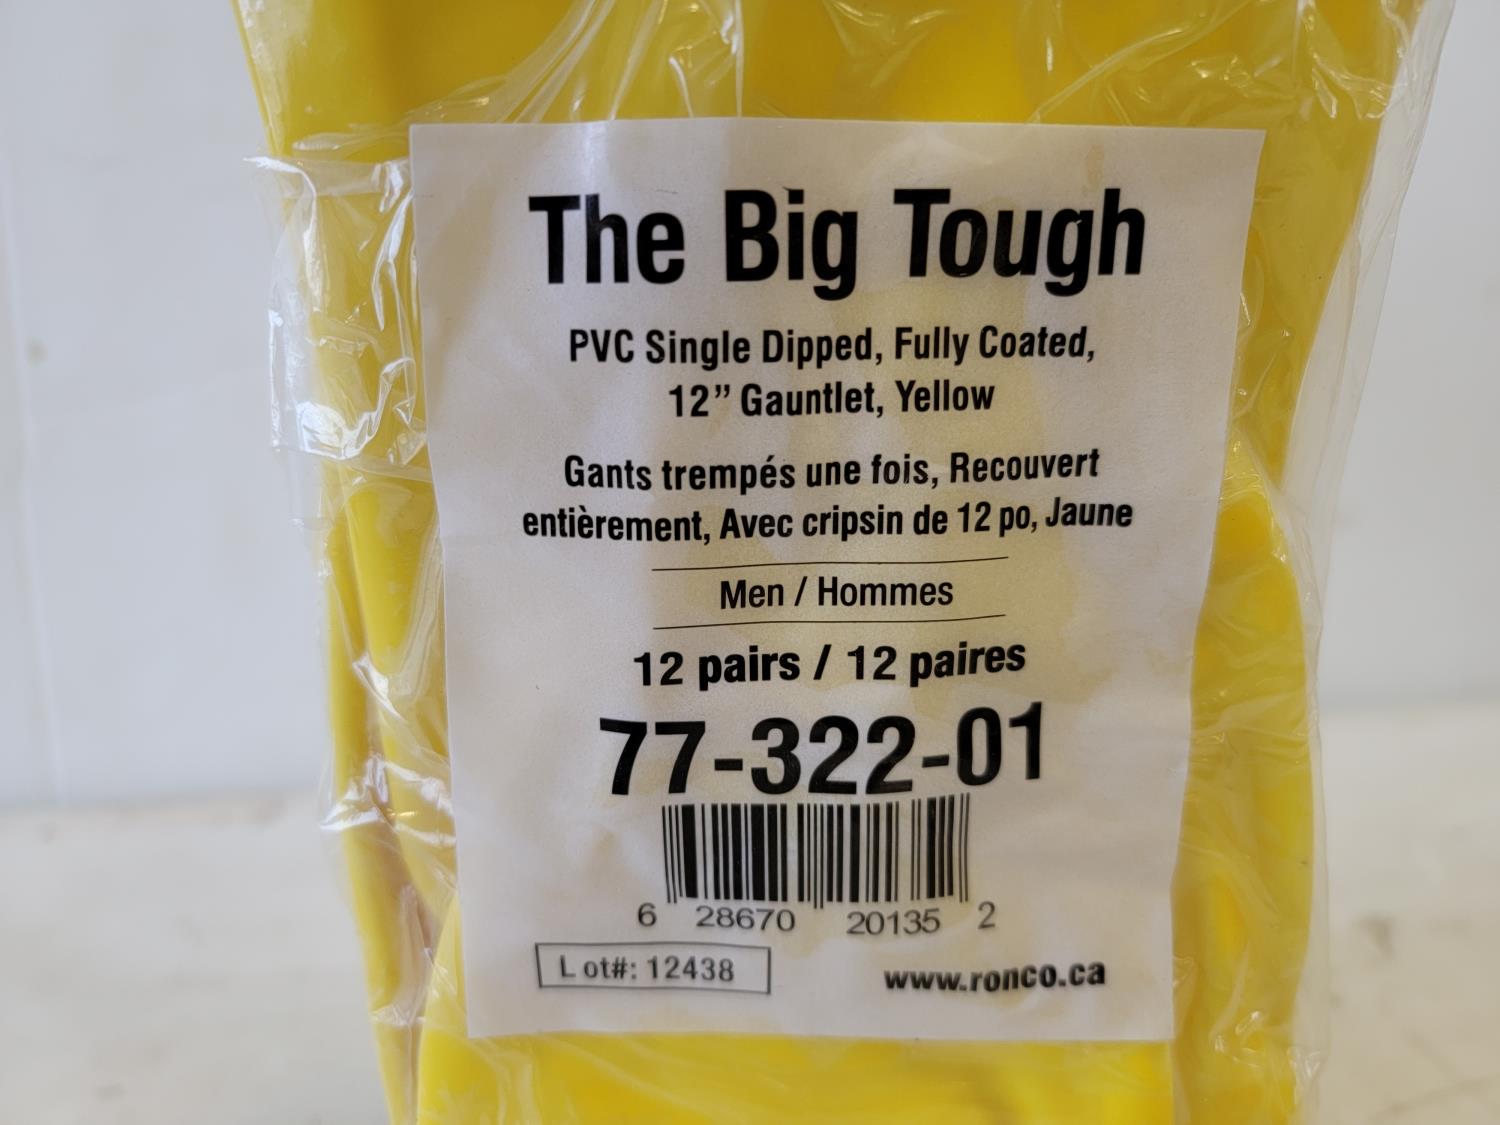 The Big Tough
PVC Single Dipped, Fully Coated,
12” Gauntlet, Yellow
Gants trempés une fois, Recouvert
entièrement, Avec cripsin de 12 po, Jaune
Men / Hommes
12 pairs / 12 paires
77-322-01
6 28670 20135 2
Lot#: 12438
www.ronco.ca